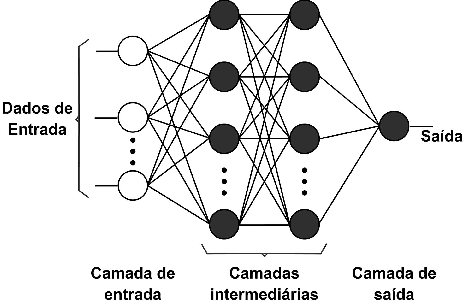 Dados de
Entrada
Saída
Camada de
entrada
Camadas
intermediárias
Camada de
saída